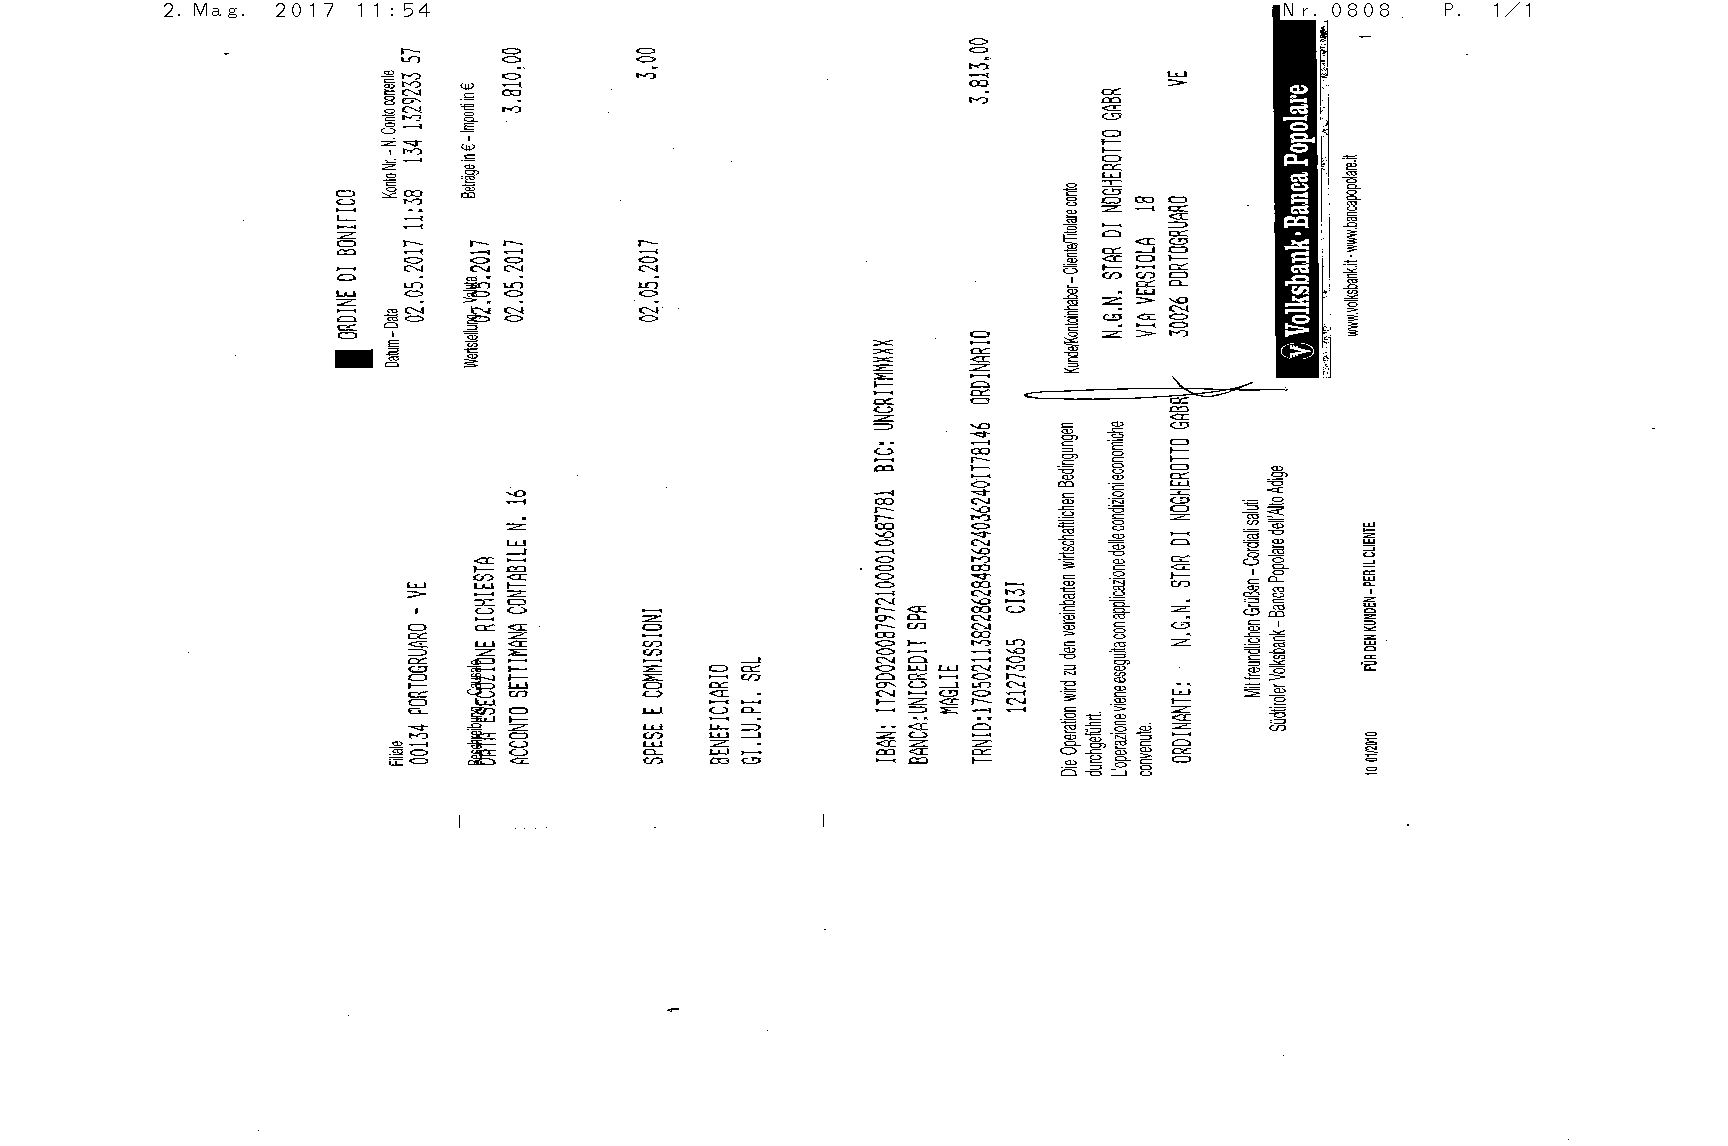 2. Mag. 2017 11:54 Nr. 0808 P. 1/1
ORDINE DI BONIFICO
Filiale Datum – Data Konto Nr. – N. Conto corrente
00134 PORTOGRUARO - VE 02.05.2017 11:38 134 1329233 57
Beschreibung – Causale Wertstellung – Valuta Beträge in € – Importi in €
DATA ESECUZIONE RICHIESTA 02.05.2017
ACCONTO SETTIMANA CONTABILE N. 16 02.05.2017 3.810,00
SPESE E COMMISSIONI 02.05.2017 3,00
BENEFICIARIO
GI.LU.PI. SRL
IBAN: IT29D0200879721000010687781 BIC: UNCRITMMXXX
BANCA:UNICREDIT SPA
MAGLIE
TRNID:1705021138228628483624036240IT78146 ORDINARIO 3.813,00
121273065 CI3I
Die Operation wird zu den vereinbarten wirtschaftlichen Bedingungen
durchgeführt.
L'operazione viene eseguita con applicazione delle condizioni economiche
convenute.
ORDINANTE: N.G.N. STAR DI NOGHEROTTO GABR
Kunde/Kontoinhaber – Cliente/Titolare conto
N.G.N. STAR DI NOGHEROTTO GABR
VIA VERSIOLA 18
30026 PORTOGRUARO VE
Mit freundlichen Grüßen – Cordiali saluti
Südtiroler Volksbank – Banca Popolare dell'Alto Adige
Volksbank · Banca Popolare
www.volksbank.it · www.bancapopolare.it
10 01/2010 FÜR DEN KUNDEN – PER IL CLIENTE